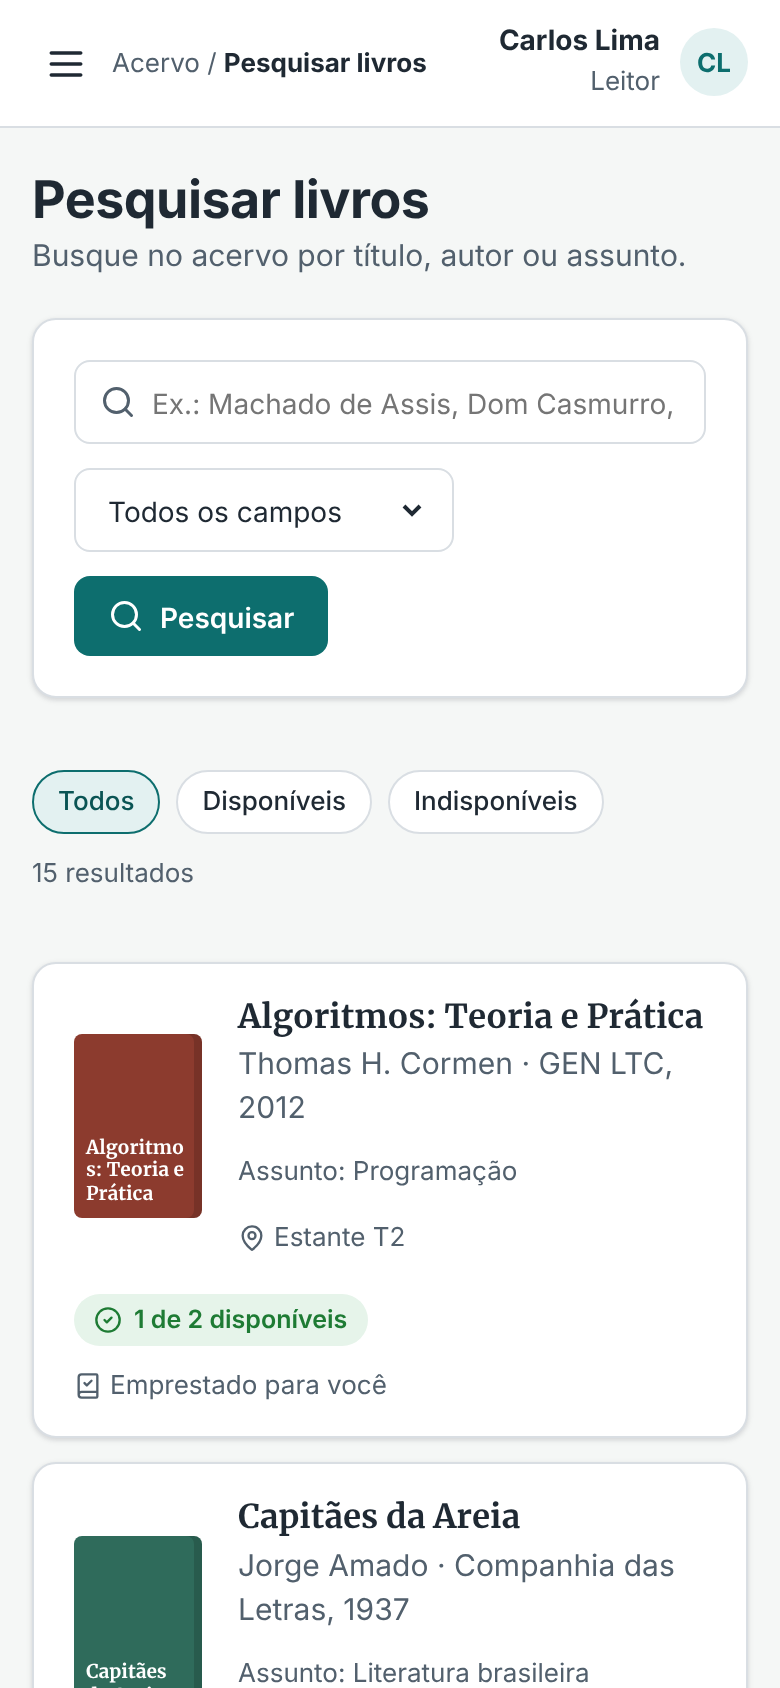 Acervo / Pesquisar livros
Carlos Lima
Leitor
CL
Pesquisar livros
Busque no acervo por título, autor ou assunto.
Ex.: Machado de Assis, Dom Casmurro,
Todos os campos
Pesquisar
Todos
Disponíveis
Indisponíveis
15 resultados
Algoritmo
s: Teoria e
Prática
Algoritmos: Teoria e Prática
Thomas H. Cormen · GEN LTC,
2012
Assunto: Programação
Estante T2
1 de 2 disponíveis
Emprestado para você
Capitães
Capitães da Areia
Jorge Amado · Companhia das
Letras, 1937
Assunto: Literatura brasileira